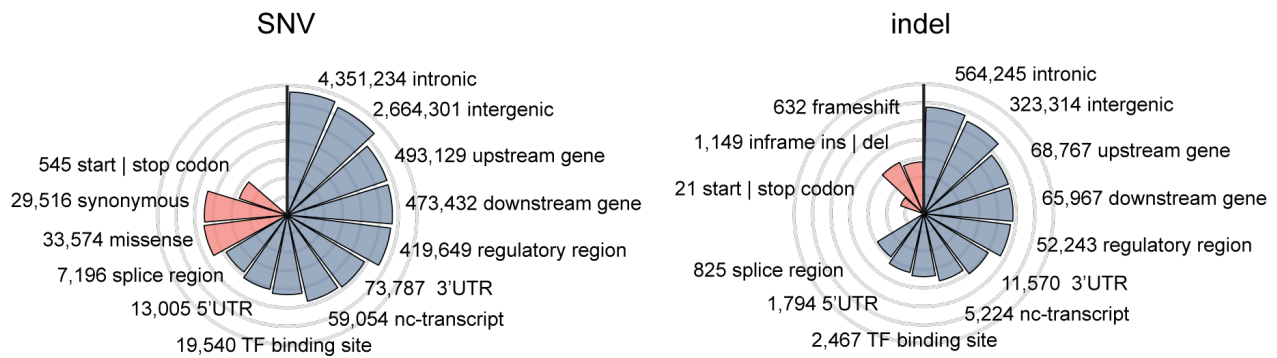 SNV
4,351,234 intronic
2,664,301 intergenic
493,129 upstream gene
473,432 downstream gene
419,649 regulatory region
73,787 3’UTR
59,054 nc-transcript
19,540 TF binding site
13,005 5’UTR
7,196 splice region
33,574 missense
29,516 synonymous
545 start | stop codon
indel
564,245 intronic
323,314 intergenic
68,767 upstream gene
65,967 downstream gene
52,243 regulatory region
11,570 3’UTR
5,224 nc-transcript
2,467 TF binding site
1,794 5’UTR
825 splice region
21 start | stop codon
1,149 inframe ins | del
632 frameshift